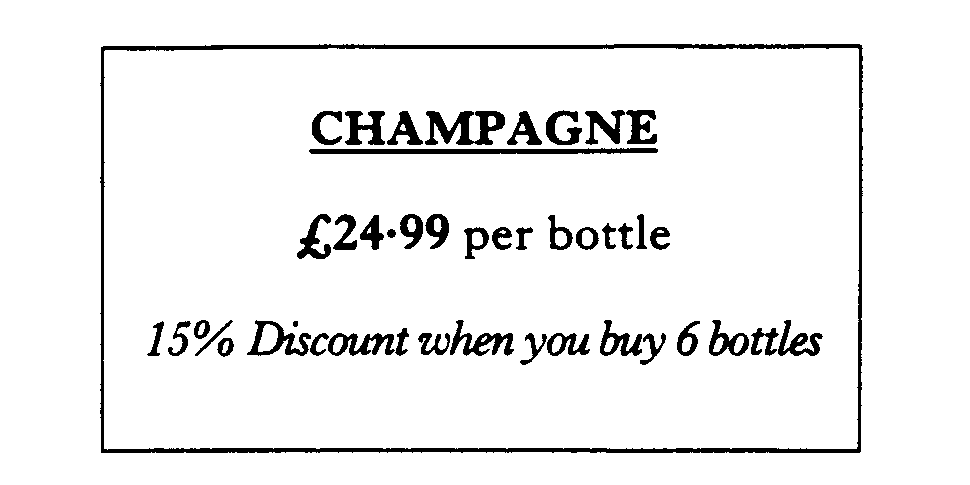 CHAMPAGNE
£24·99 per bottle
15% Discount when you buy 6 bottles